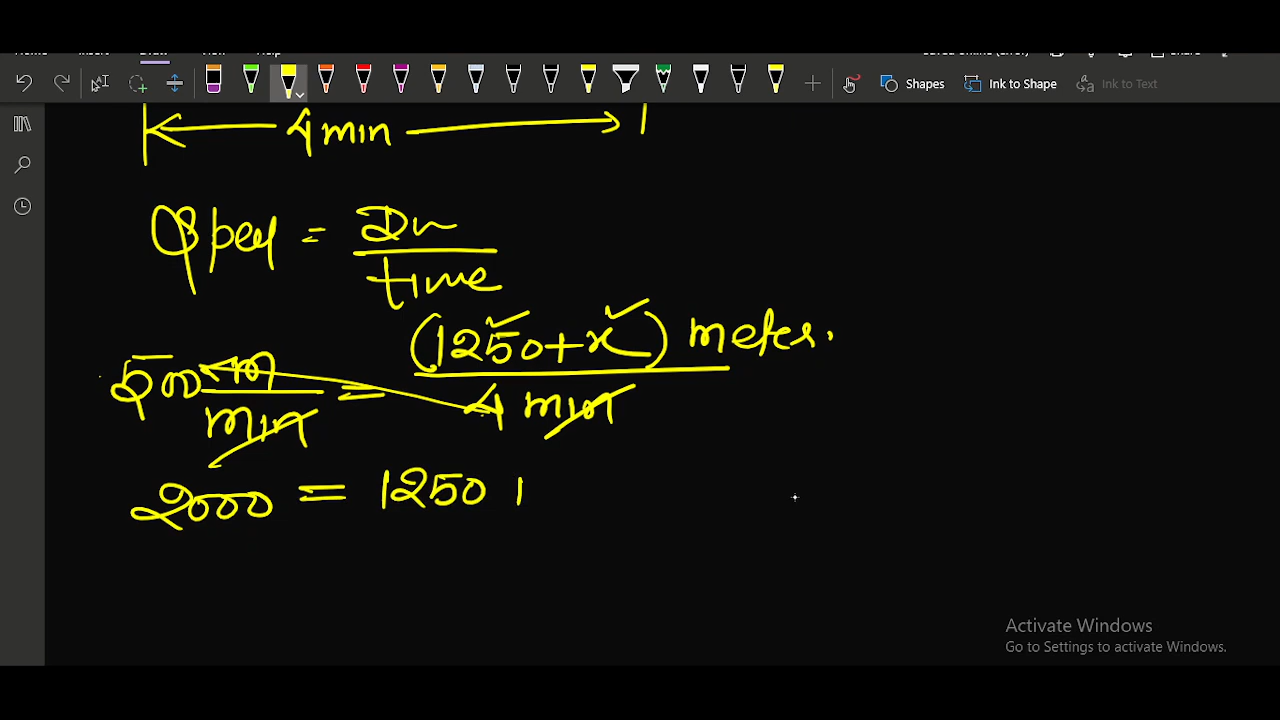 Shapes Ink to Shape Ink to Text
4 min
Speed = Dis
time
500 m = (1250+x) meter.
min 4 min
2000 = 1250 I
Activate Windows
Go to Settings to activate Windows.